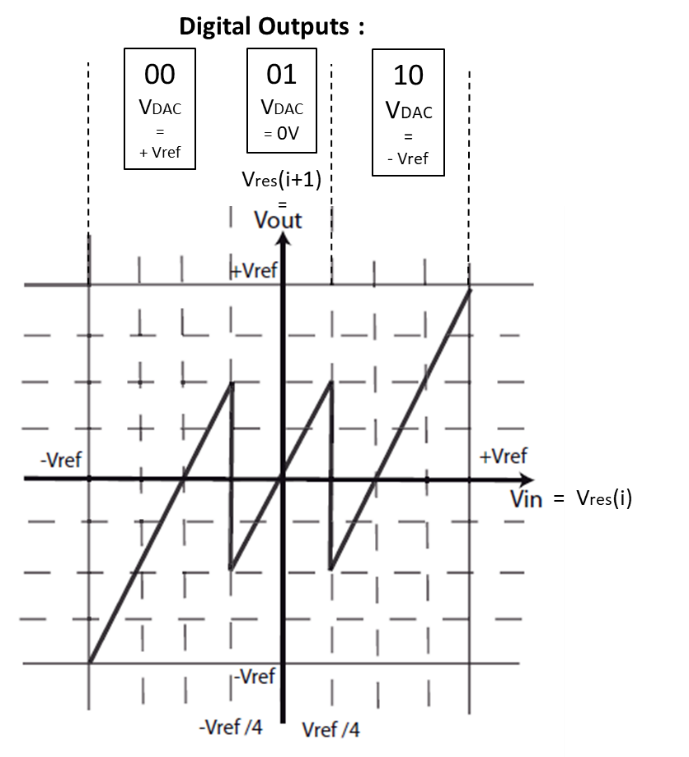 Digital Outputs :
00
VDAC
=
+ Vref
01
VDAC
= 0V
10
VDAC
=
- Vref
Vres(i+1)
=
Vout
+Vref
-Vref
+Vref
Vin = Vres(i)
-Vref
-Vref /4
Vref /4